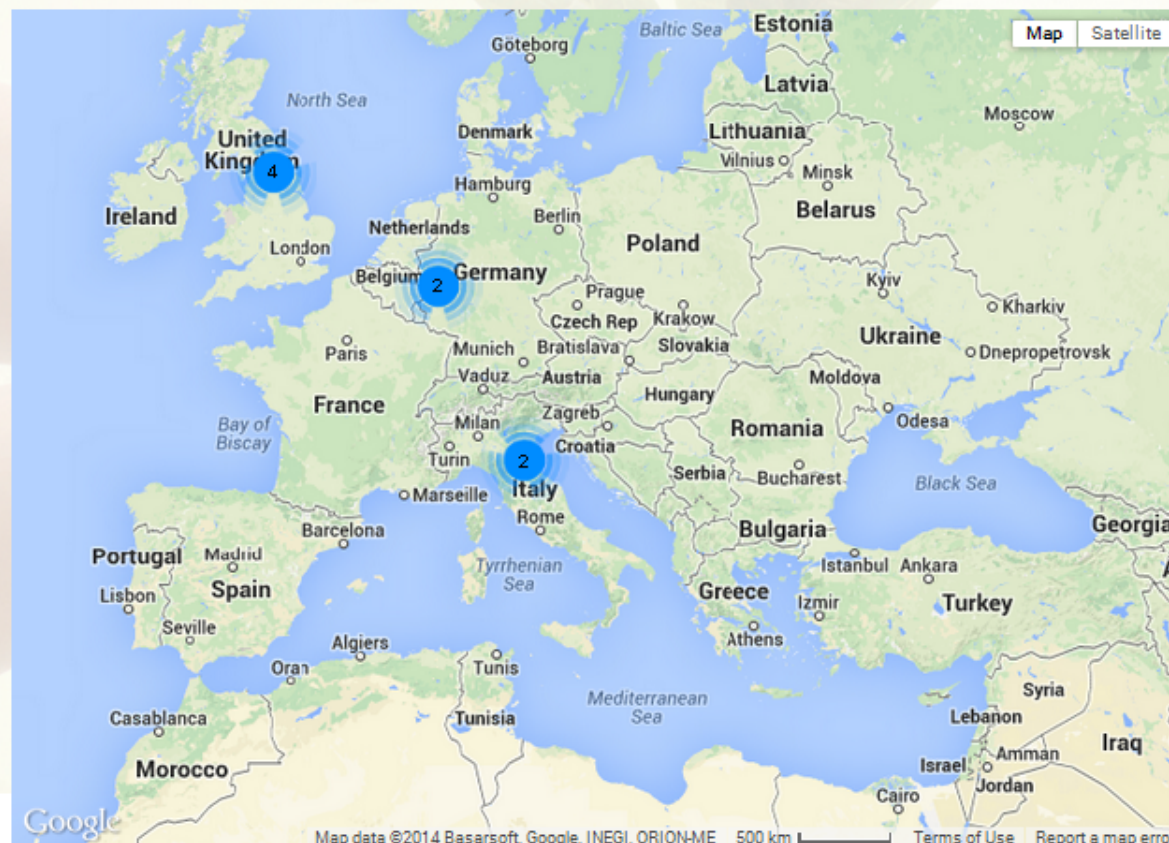 Estonia
Baltic Sea
Map
Satellite
Göteborg
Latvia
North Sea
Moscow
United
Kingdom
Denmark
Lithuania
Vilnius
4
Minsk
Hamburg
Ireland
Belarus
Netherlands
Berlin
Poland
London
Belgium
Germany
2
Kyiv
Prague
Kharkiv
Czech Rep
Krakow
Ukraine
Paris
Munich
Bratislava
Slovakia
Dnepropetrovsk
Vaduz
Austria
Moldova
Hungary
France
Zagreb
Milan
Odesa
Bay of
Biscay
Romania
Croatia
Turin
2
Serbia
Bucharest
Black Sea
Italy
Marseille
Rome
Georgia
Barcelona
Bulgaria
Portugal
Madrid
Istanbul
Ankara
Tyrrhenian
Sea
Spain
Greece
Lisbon
Izmir
Turkey
Seville
Athens
Algiers
Oran
Tunis
Mediterranean
Sea
Syria
Casablanca
Tunisia
Lebanon
Iraq
Amman
Israel
Morocco
Jordan
Cairo
Google
Map data ©2014 Basarsoft, Google, INEGI, ORION-ME
500 km
Terms of Use
Report a map erro